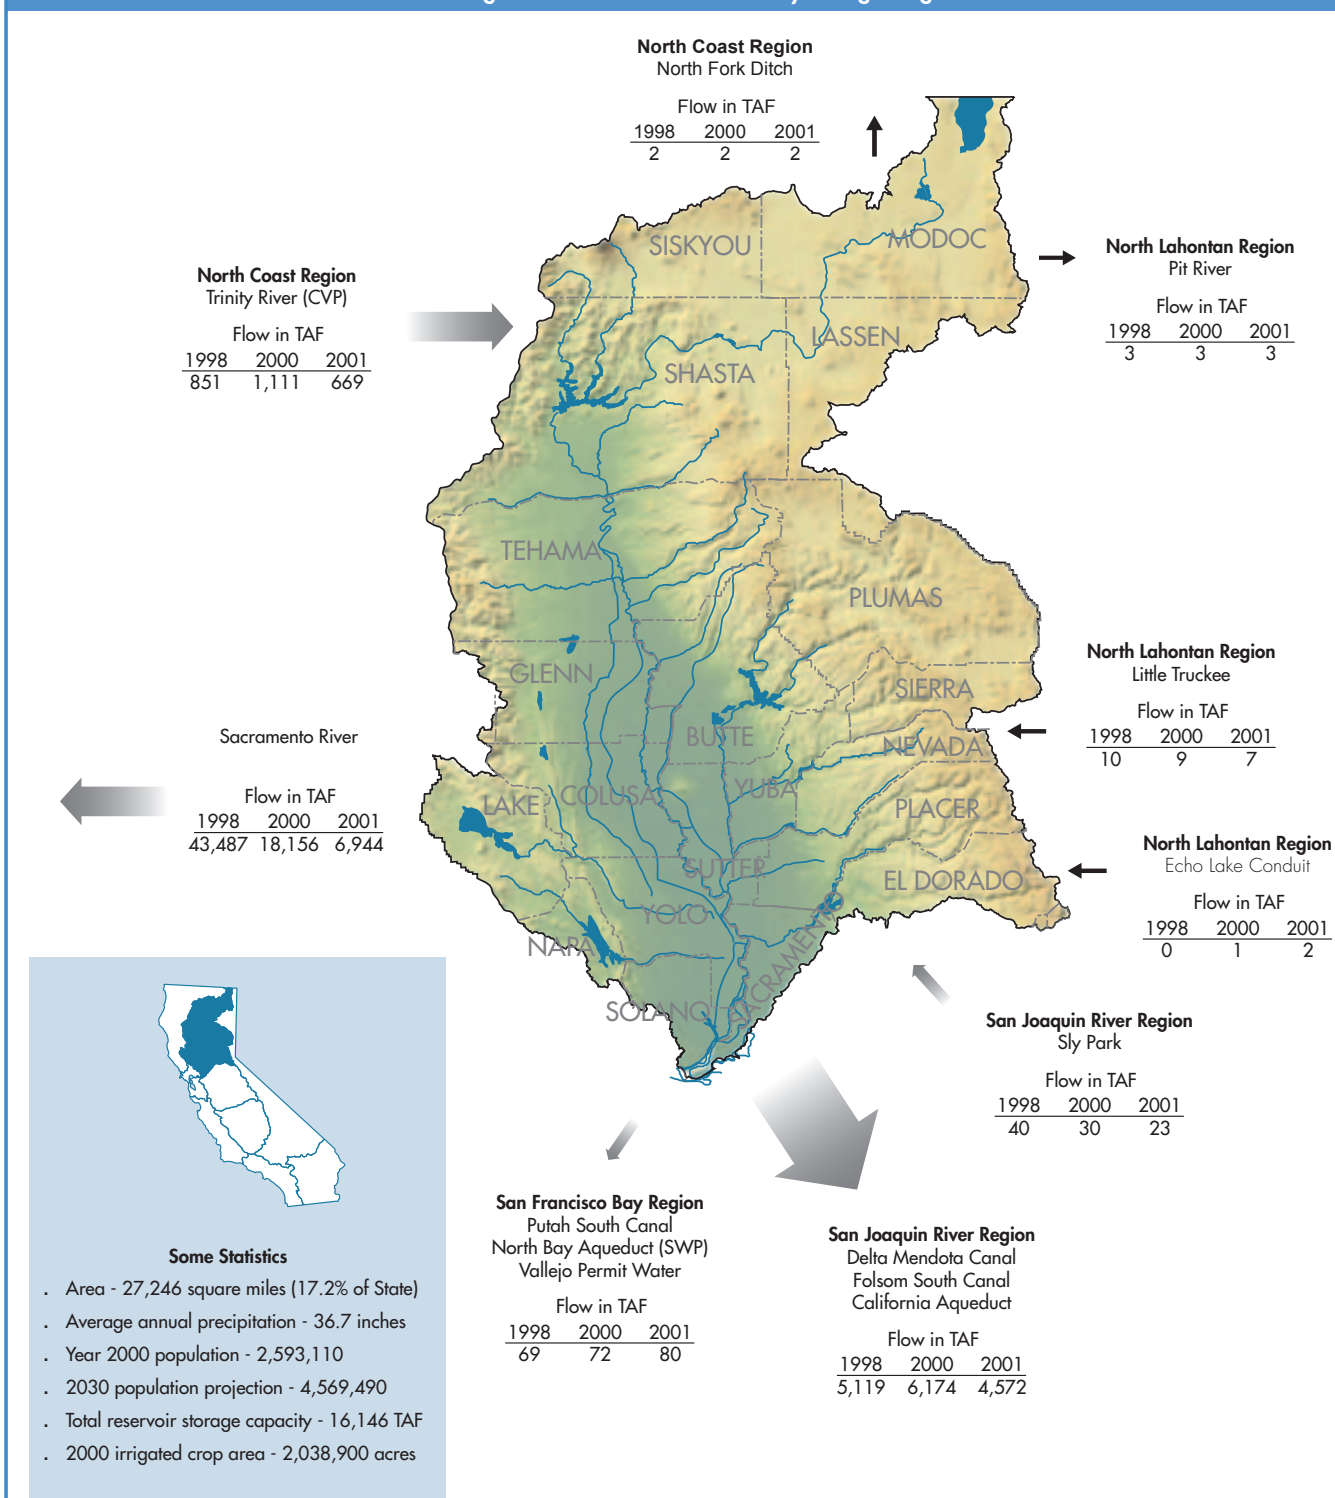 North Coast Region
North Fork Ditch
Flow in TAF
1998 2000 2001
2 2 2
North Coast Region
Trinity River (CVP)
Flow in TAF
1998 2000 2001
851 1,111 669
North Lahontan Region
Pit River
Flow in TAF
1998 2000 2001
3 3 3
SISKYOU
MODOC
LASSEN
SHASTA
TEHAMA
PLUMAS
GLENN
SIERRA
BUTTE
NEVADA
LAKE
COLUSA
YUBA
PLACER
SUTTER
EL DORADO
YOLO
NAPA
SACRAMENTO
SOLANO
North Lahontan Region
Little Truckee
Flow in TAF
1998 2000 2001
10 9 7
Sacramento River
Flow in TAF
1998 2000 2001
43,487 18,156 6,944
North Lahontan Region
Echo Lake Conduit
Flow in TAF
1998 2000 2001
0 1 2
San Joaquin River Region
Sly Park
Flow in TAF
1998 2000 2001
40 30 23
San Francisco Bay Region
Putah South Canal
North Bay Aqueduct (SWP)
Vallejo Permit Water
Flow in TAF
1998 2000 2001
69 72 80
San Joaquin River Region
Delta Mendota Canal
Folsom South Canal
California Aqueduct
Flow in TAF
1998 2000 2001
5,119 6,174 4,572
Some Statistics
. Area - 27,246 square miles (17.2% of State)
. Average annual precipitation - 36.7 inches
. Year 2000 population - 2,593,110
. 2030 population projection - 4,569,490
. Total reservoir storage capacity - 16,146 TAF
. 2000 irrigated crop area - 2,038,900 acres